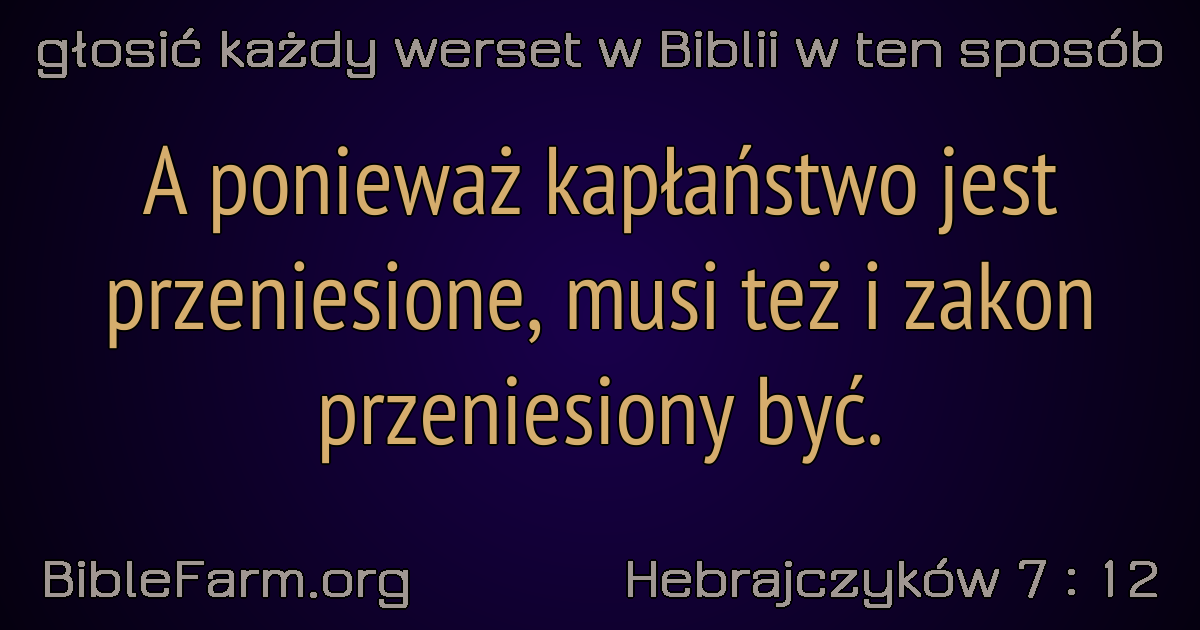 głosić każdy werset w Biblii w ten sposób
A ponieważ kapłaństwo jest
przeniesione, musi też i zakon
przeniesiony być.
BibleFarm.org
Hebrajczyków 7 : 12